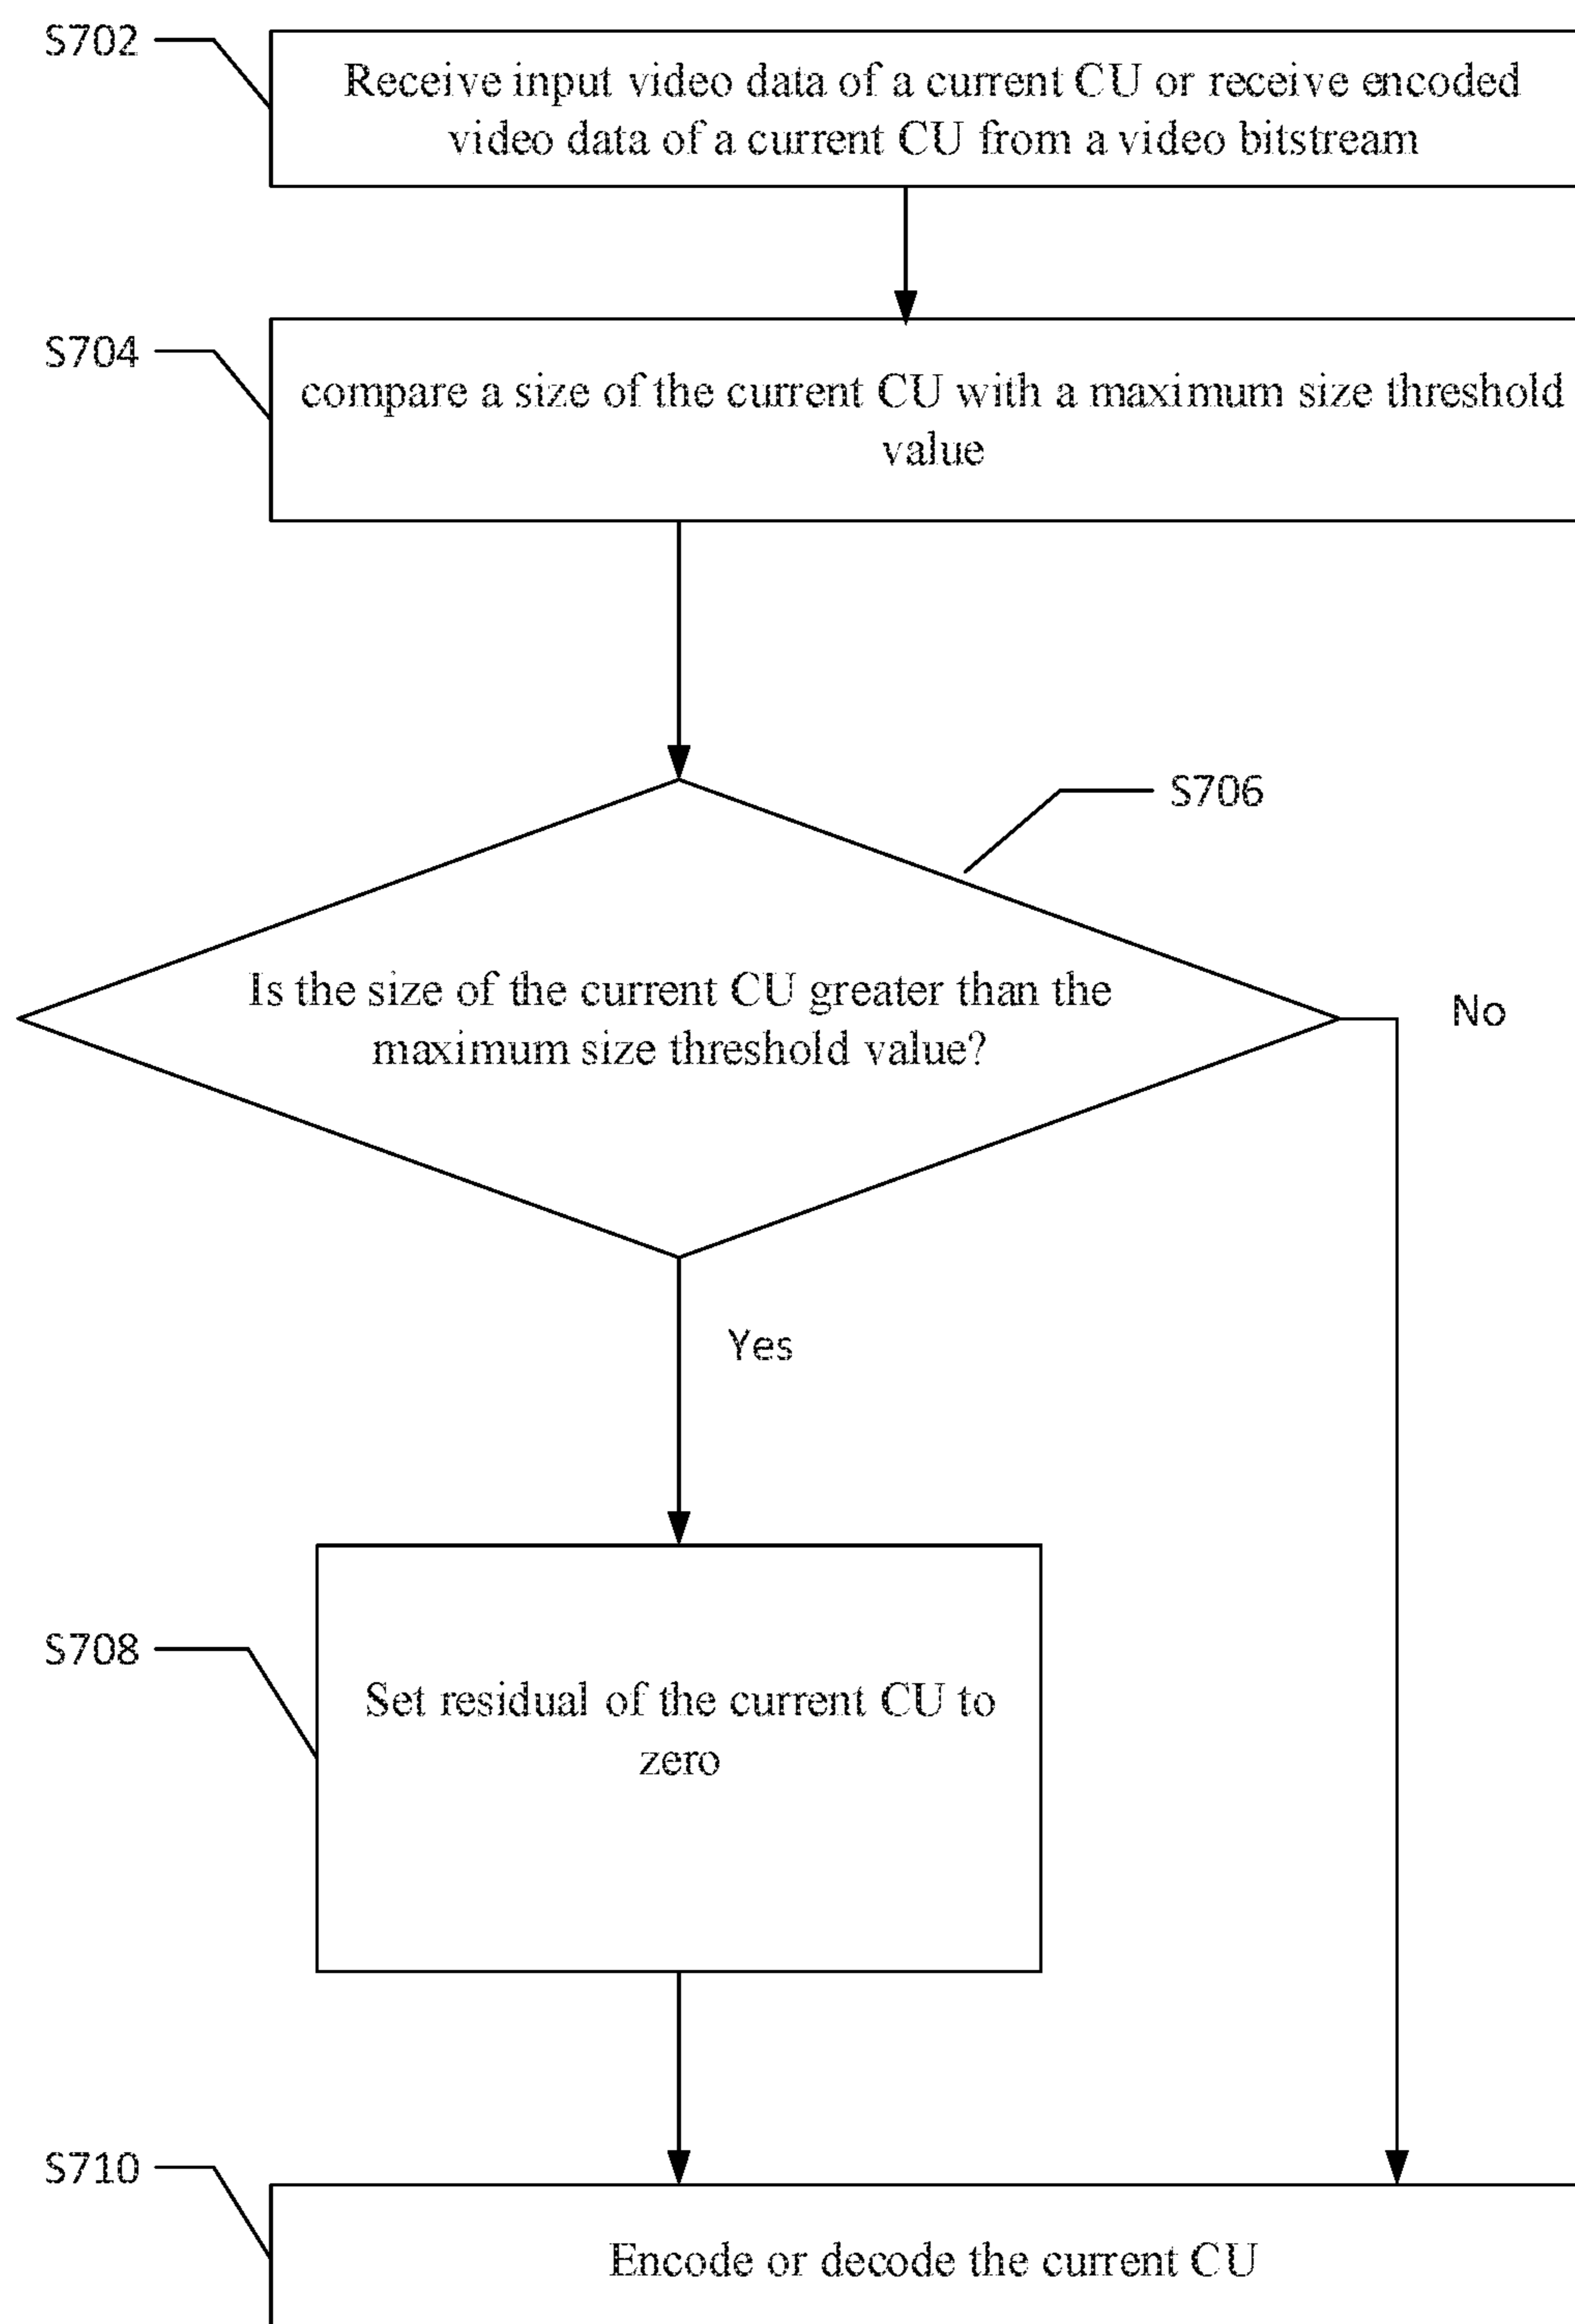 S702
Receive input video data of a current CU or receive encoded
video data of a current CU from a video bitstream
S704
compare a size of the current CU with a maximum size threshold
value
S706
Is the size of the current CU greater than the
maximum size threshold value?
No
Yes
S708
Set residual of the current CU to
zero
S710
Encode or decode the current CU